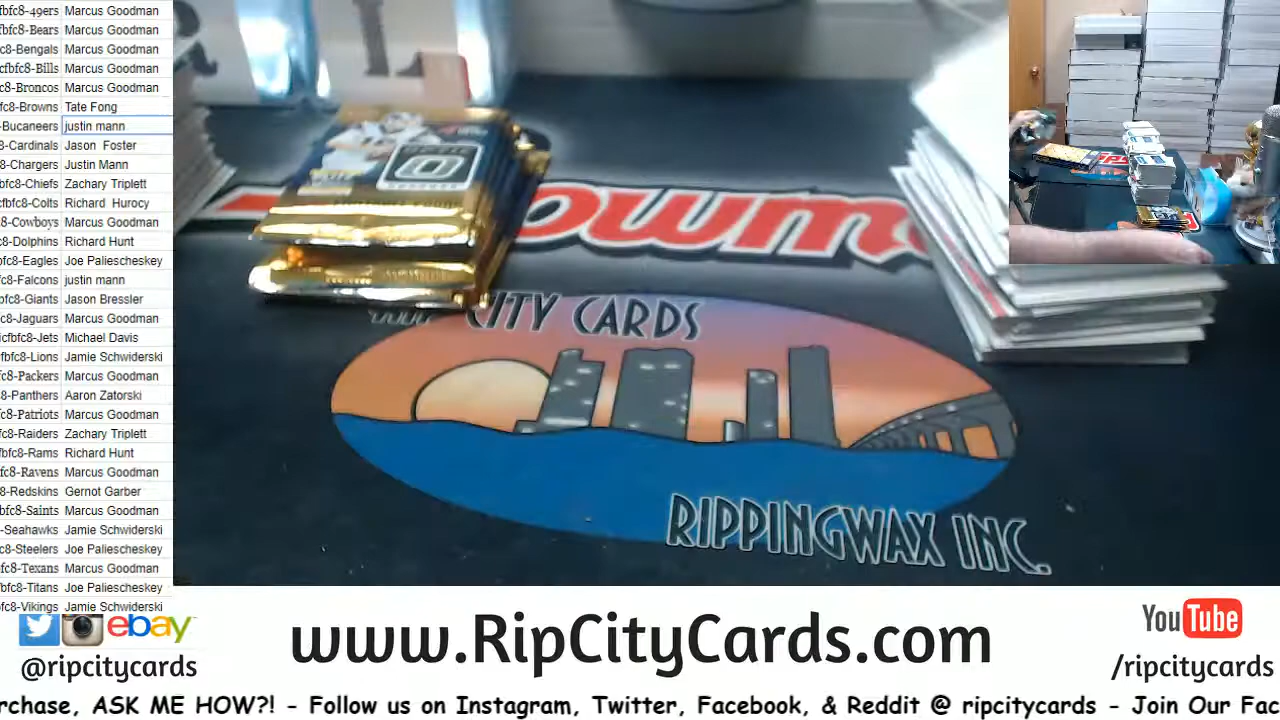 fbfc8-49ers Marcus Goodman
fbfc8-Bears Marcus Goodman
c8-Bengals Marcus Goodman
cfbfc8-Bills Marcus Goodman
fc8-Broncos Marcus Goodman
fc8-Browns Tate Fong
-Bucaneers justin mann
8-Cardinals Jason Foster
8-Chargers Justin Mann
bfc8-Chiefs Zachary Triplett
bfc8-Colts Richard Hurocy
c8-Cowboys Marcus Goodman
c8-Dolphins Richard Hunt
bfc8-Eagles Joe Paliescheskey
fc8-Falcons justin mann
bfc8-Giants Jason Bressler
fc8-Jaguars Marcus Goodman
icfbfc8-Jets Michael Davis
fbfc8-Lions Jamie Schwiderski
fc8-Packers Marcus Goodman
8-Panthers Aaron Zatorski
c8-Patriots Marcus Goodman
fc8-Raiders Zachary Triplett
bfc8-Rams Richard Hunt
fc8-Ravens Marcus Goodman
8-Redskins Gernot Garber
bfc8-Saints Marcus Goodman
-Seahawks Jamie Schwiderski
c8-Steelers Joe Paliescheskey
fc8-Texans Marcus Goodman
bfc8-Titans Joe Paliescheskey
fc8-Vikings Jamie Schwiderski
CITY CARDS
RIPPINGWAX INC.
ebay
@ripcitycards
www.RipCityCards.com
YouTube
/ripcitycards
rchase, ASK ME HOW?! - Follow us on Instagram, Twitter, Facebook, & Reddit @ ripcitycards - Join Our Fac